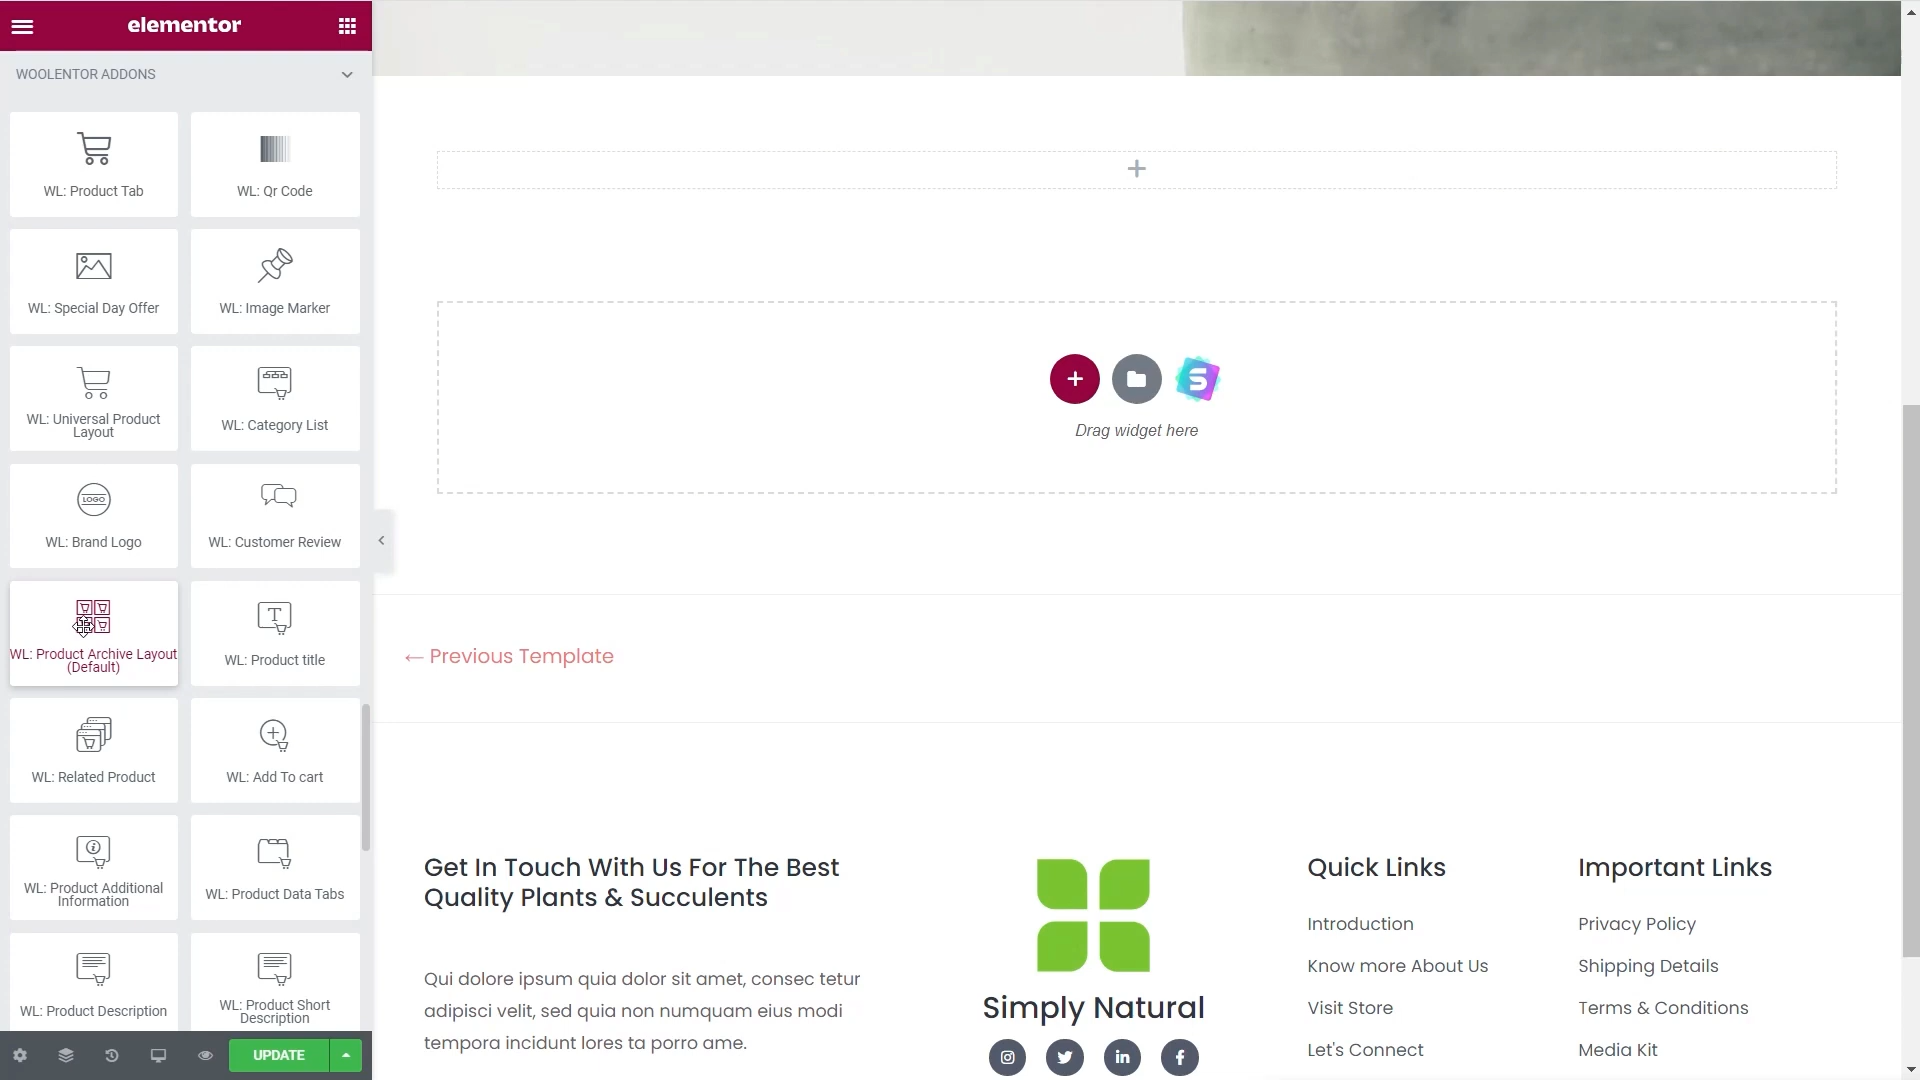 elementor
WOOLENTOR ADDONS
WL: Product Tab
WL: Qr Code
WL: Special Day Offer
WL: Image Marker
WL: Universal Product
Layout
WL: Category List
LOGO
WL: Brand Logo
WL: Customer Review
WL: Product Archive Layout
(Default)
T
WL: Product title
WL: Related Product
WL: Add To cart
WL: Product Additional
Information
WL: Product Data Tabs
WL: Product Description
WL: Product Short
Description
UPDATE
S
Drag widget here
← Previous Template
Get In Touch With Us For The Best
Quality Plants & Succulents
Qui dolore ipsum quia dolor sit amet, consec tetur
adipisci velit, sed quia non numquam eius modi
tempora incidunt lores ta porro ame.
Simply Natural
Quick Links
Introduction
Know more About Us
Visit Store
Let's Connect
Important Links
Privacy Policy
Shipping Details
Terms & Conditions
Media Kit